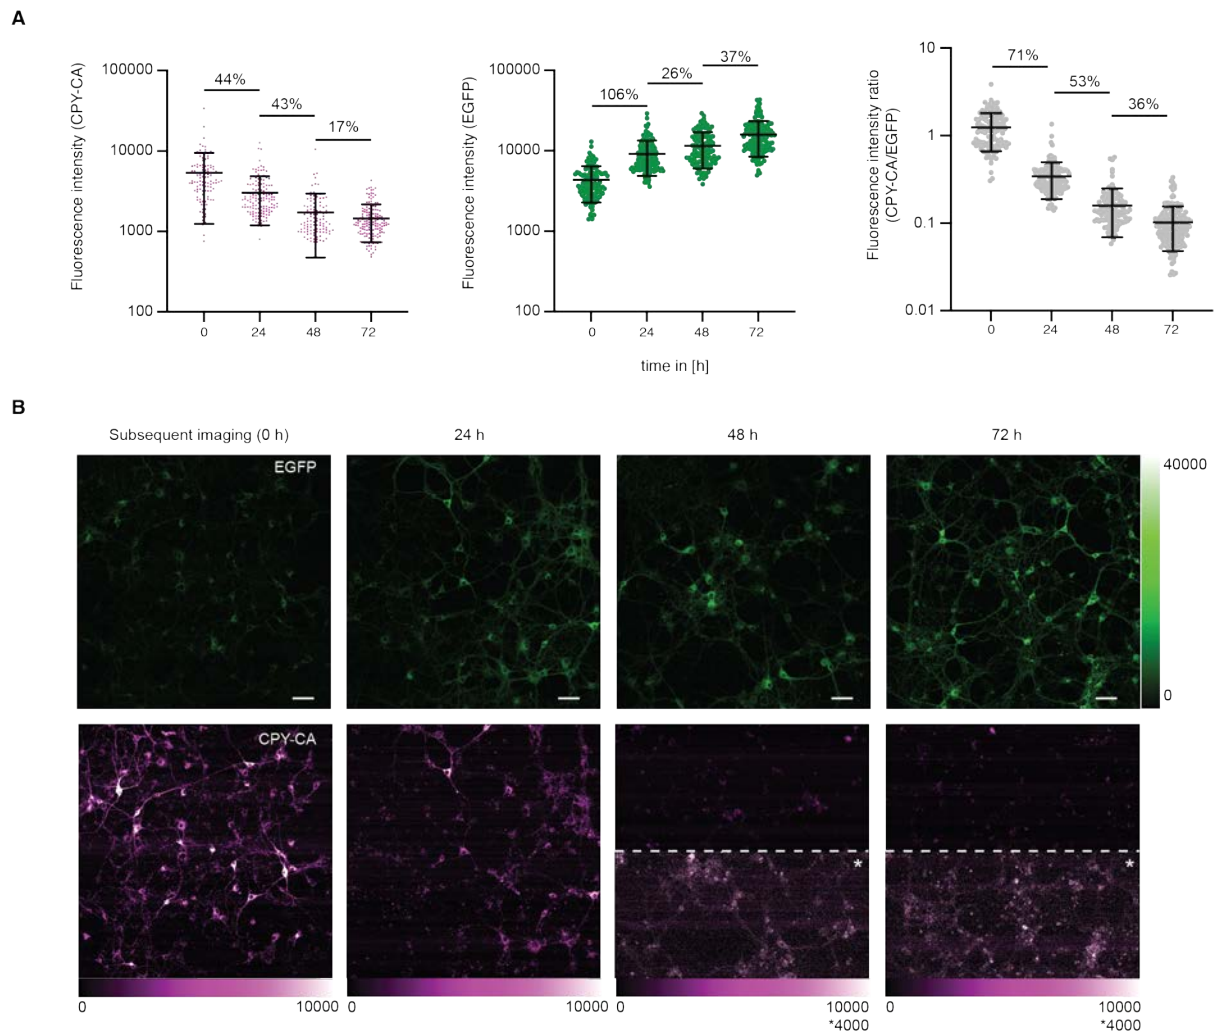 A
Fluorescence intensity (CPY-CA)
100000
10000
1000
100
44%
43%
17%
0 24 48 72
Fluorescence intensity (EGFP)
100000
10000
1000
100
106%
26%
37%
0 24 48 72
time in [h]
Fluorescence intensity ratio
(CPY-CA/EGFP)
10
1
0.1
0.01
71%
53%
36%
0 24 48 72
B
Subsequent imaging (0 h) 24 h 48 h 72 h
EGFP
40000
0
CPY-CA
*
*
0 10000 0 10000 0 10000 0 10000
*4000 *4000